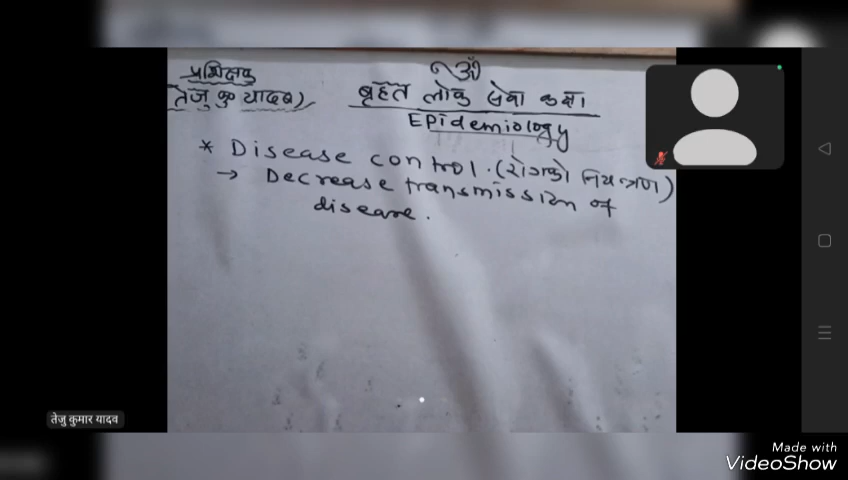 ॐ
प्रशिक्षक
तेजु कु यादव)
बृहत लोक सेवा कक्षा
EPidemiology
* Disease control. (रोगको नियन्त्रण)
→ Decrease transmission of
disease.
तेजु कुमार यादव
Made with
VideoShow